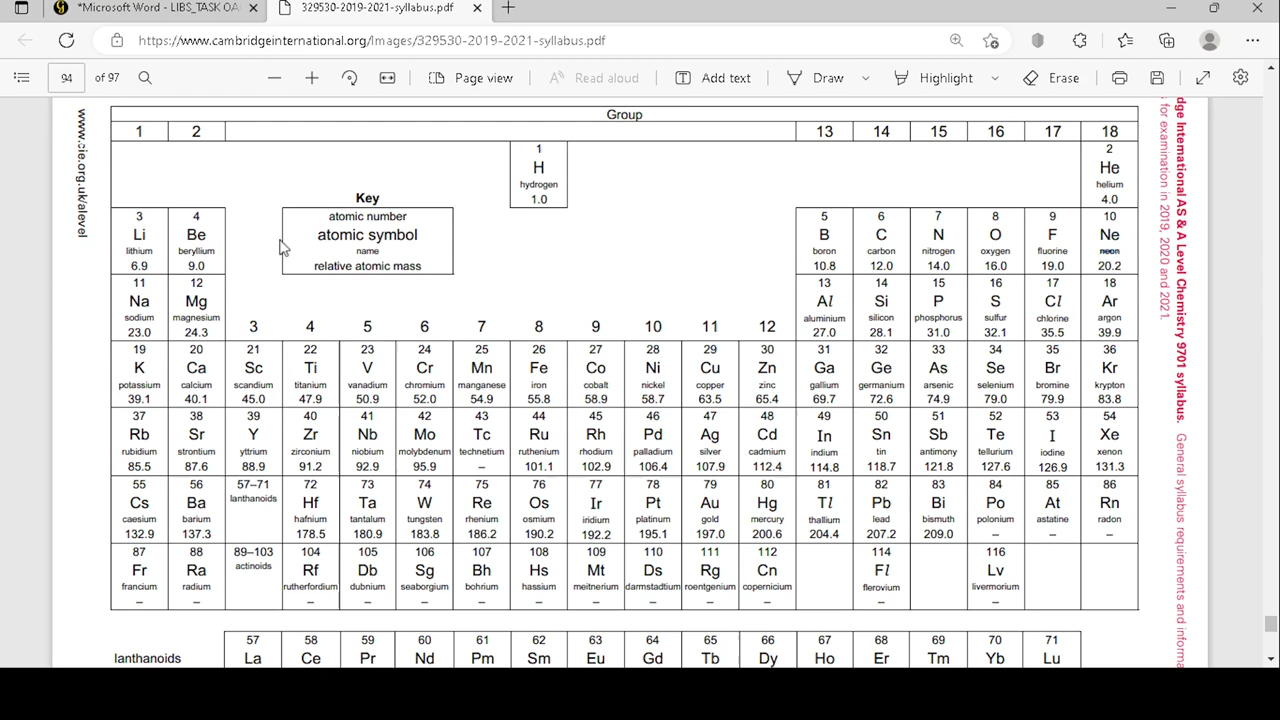 *Microsoft Word - LIBS_TASK OA
329530-2019-2021-syllabus.pdf
https://www.cambridgeinternational.org/Images/329530-2019-2021-syllabus.pdf
94 of 97
Page view
Read aloud
Add text
Draw
Highlight
Erase
www.cie.org.uk/alevel
Group
1 2 13 14 15 16 17 18
1 2
H He
hydrogen helium
1.0 4.0
Key
atomic number
atomic symbol
name
relative atomic mass
3 4 5 6 7 8 9 10
Li Be B C N O F Ne
lithium beryllium boron carbon nitrogen oxygen fluorine neon
6.9 9.0 10.8 12.0 14.0 16.0 19.0 20.2
11 12 13 14 15 16 17 18
Na Mg Al Si P S Cl Ar
sodium magnesium aluminium silicon phosphorus sulfur chlorine argon
23.0 24.3 27.0 28.1 31.0 32.1 35.5 39.9
3 4 5 6 7 8 9 10 11 12
19 20 21 22 23 24 25 26 27 28 29 30 31 32 33 34 35 36
K Ca Sc Ti V Cr Mn Fe Co Ni Cu Zn Ga Ge As Se Br Kr
potassium calcium scandium titanium vanadium chromium manganese iron cobalt nickel copper zinc gallium germanium arsenic selenium bromine krypton
39.1 40.1 45.0 47.9 50.9 52.0 54.9 55.8 58.9 58.7 63.5 65.4 69.7 72.6 74.9 79.0 79.9 83.8
37 38 39 40 41 42 43 44 45 46 47 48 49 50 51 52 53 54
Rb Sr Y Zr Nb Mo Tc Ru Rh Pd Ag Cd In Sn Sb Te I Xe
rubidium strontium yttrium zirconium niobium molybdenum technetium ruthenium rhodium palladium silver cadmium indium tin antimony tellurium iodine xenon
85.5 87.6 88.9 91.2 92.9 95.9 – 101.1 102.9 106.4 107.9 112.4 114.8 118.7 121.8 127.6 126.9 131.3
55 56 57–71 72 73 74 75 76 77 78 79 80 81 82 83 84 85 86
Cs Ba lanthanoids Hf Ta W Re Os Ir Pt Au Hg Tl Pb Bi Po At Rn
caesium barium hafnium tantalum tungsten rhenium osmium iridium platinum gold mercury thallium lead bismuth polonium astatine radon
132.9 137.3 178.5 180.9 183.8 186.2 190.2 192.2 195.1 197.0 200.6 204.4 207.2 209.0 – – –
87 88 89–103 104 105 106 107 108 109 110 111 112 114 116
Fr Ra actinoids Rf Db Sg Bh Hs Mt Ds Rg Cn Fl Lv
francium radium rutherfordium dubnium seaborgium bohrium hassium meitnerium darmstadtium roentgenium copernicium flerovium livermorium
– – – – – – – – – – – – –
57 58 59 60 61 62 63 64 65 66 67 68 69 70 71
lanthanoids La Ce Pr Nd Pm Sm Eu Gd Tb Dy Ho Er Tm Yb Lu
dge International AS & A Level Chemistry 9701 syllabus. General syllabus requirements and informa
s for examination in 2019, 2020 and 2021.